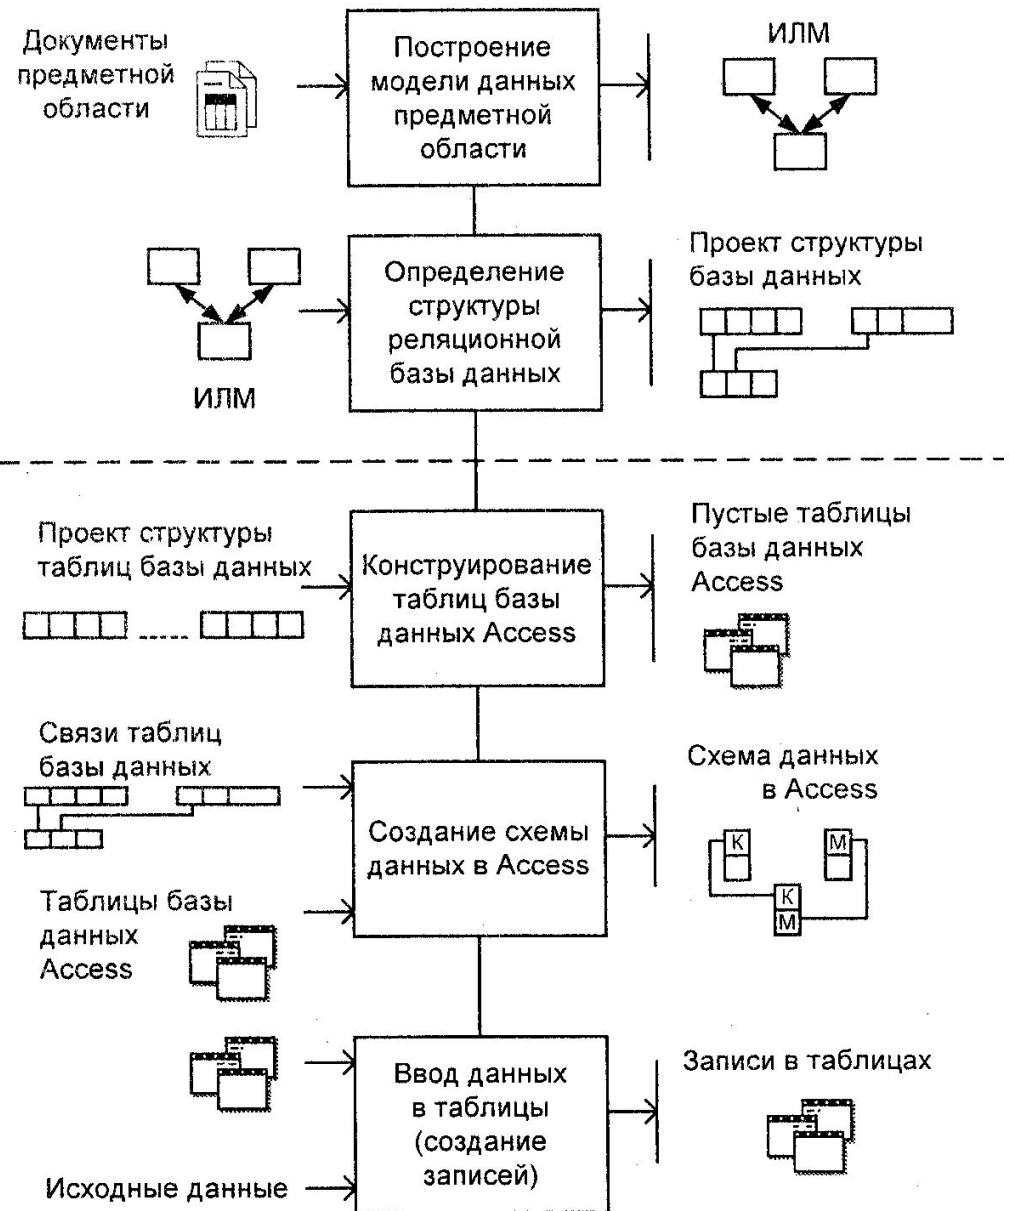 Документы
предметной
области
Построение
модели данных
предметной
области
ИЛМ
ИЛМ
Определение
структуры
реляционной
базы данных
Проект структуры
базы данных
Проект структуры
таблиц базы данных
Конструирование
таблиц базы
данных Access
Пустые таблицы
базы данных
Access
Связи таблиц
базы данных
Таблицы базы
данных
Access
Создание схемы
данных в Access
Схема данных
в Access
К
М
К
М
Исходные данные
Ввод данных
в таблицы
(создание
записей)
Записи в таблицах